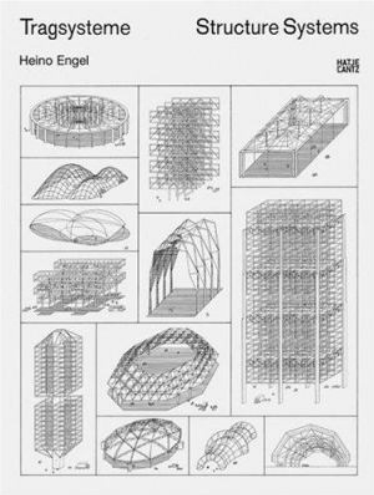 Tragsysteme
Structure Systems
Heino Engel
HATJE
CANTZ